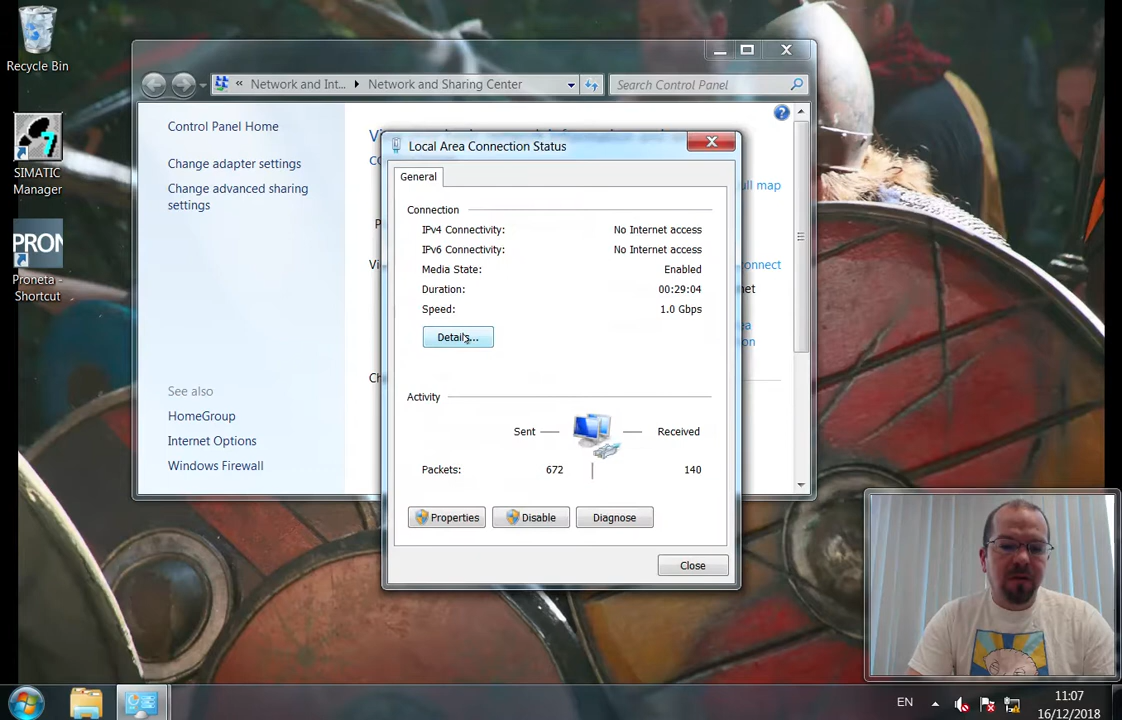 Recycle Bin
SIMATIC
Manager
PRON
Proneta -
Shortcut
« Network and Int... Network and Sharing Center
Search Control Panel
Control Panel Home
Change adapter settings
Change advanced sharing
settings
See also
HomeGroup
Internet Options
Windows Firewall
map
connect
Local Area Connection Status
General
Connection
IPv4 Connectivity: No Internet access
IPv6 Connectivity: No Internet access
Media State: Enabled
Duration: 00:29:04
Speed: 1.0 Gbps
Details...
Activity
Sent Received
Packets: 672 140
Properties Disable Diagnose
Close
EN
11:07
16/12/2018